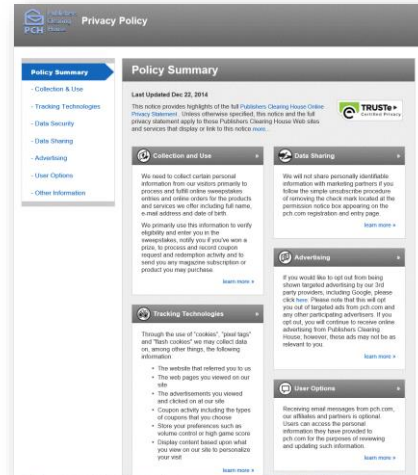 Publishers
Clearing
House
PCH
Privacy Policy
Policy Summary
- Collection & Use
- Tracking Technologies
- Data Security
- Data Sharing
- Advertising
- User Options
- Other Information
Policy Summary
Last Updated Dec 22, 2014
This notice provides highlights of the full Publishers Clearing House Online
Privacy Statement. Unless otherwise specified, this notice and the full
privacy statement apply to these Publishers Clearing House Web sites
and services that display or link to this notice more...
TRUSTe
Certified Privacy
Collection and Use
We need to collect certain personal
information from our visitors primarily to
process and fulfill online sweepstakes
entries and online orders for the products
and services we offer including full name,
e-mail address and date of birth.
We primarily use this information to verify
eligibility and enter you in the
sweepstakes, notify you if you've won a
prize, to process and record coupon
request and redemption activity and to
send you any magazine subscription or
product you may purchase.
learn more »
Tracking Technologies
Through the use of "cookies", "pixel tags"
and "flash cookies" we may collect data
on, among other things, the following
information
• The website that referred you to us
• The web pages you viewed on our
site
• The advertisements you viewed
and clicked on at our site
• Coupon activity including the types
of coupons that you choose
• Store your preferences such as
volume control or high game score
• Display content based upon what
you view on our site to personalize
your visit
learn more »
Data Sharing
We will not share personally identifiable
information with marketing partners if you
follow the simple unsubscribe procedure
of removing the check mark located at the
permission notice box appearing on the
pch.com registration and entry page.
learn more »
Advertising
If you would like to opt out from being
shown targeted advertising by our 3rd
party providers, including Google, please
click here. Please note that this will opt
you out of targeted ads from pch.com and
any other participating advertisers. If you
opt out, you will continue to receive online
advertising from Publishers Clearing
House; however, these ads may not be as
relevant to you.
learn more »
User Options
Receiving email messages from pch.com,
our affiliates and partners is optional.
Users can access the personal
information they have provided to
pch.com for the purposes of reviewing
and updating such information.
learn more »